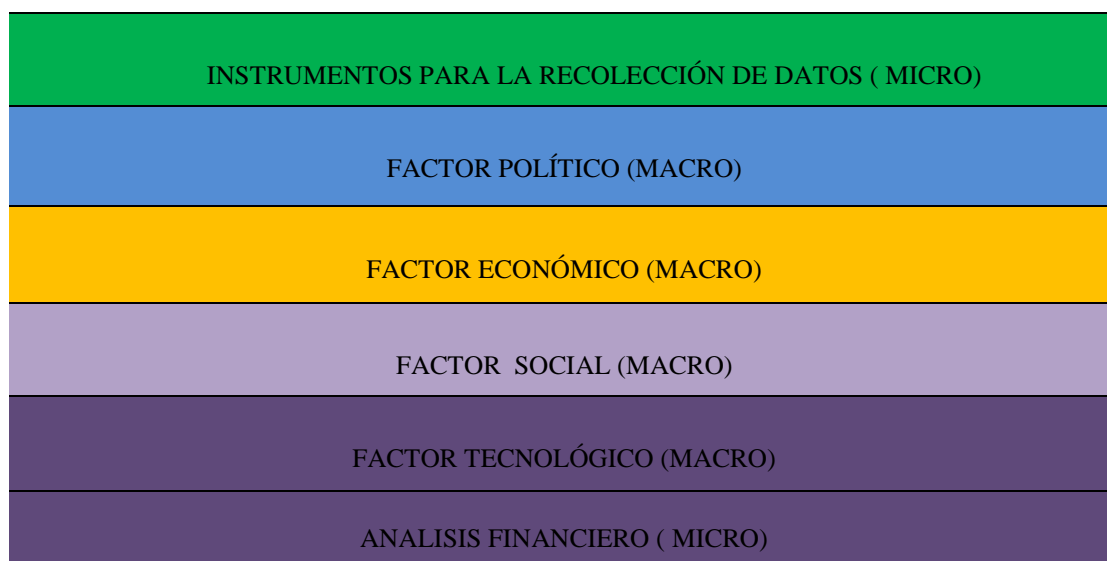 INSTRUMENTOS PARA LA RECOLECCIÓN DE DATOS ( MICRO)
FACTOR POLÍTICO (MACRO)
FACTOR ECONÓMICO (MACRO)
FACTOR SOCIAL (MACRO)
FACTOR TECNOLÓGICO (MACRO)
ANALISIS FINANCIERO ( MICRO)